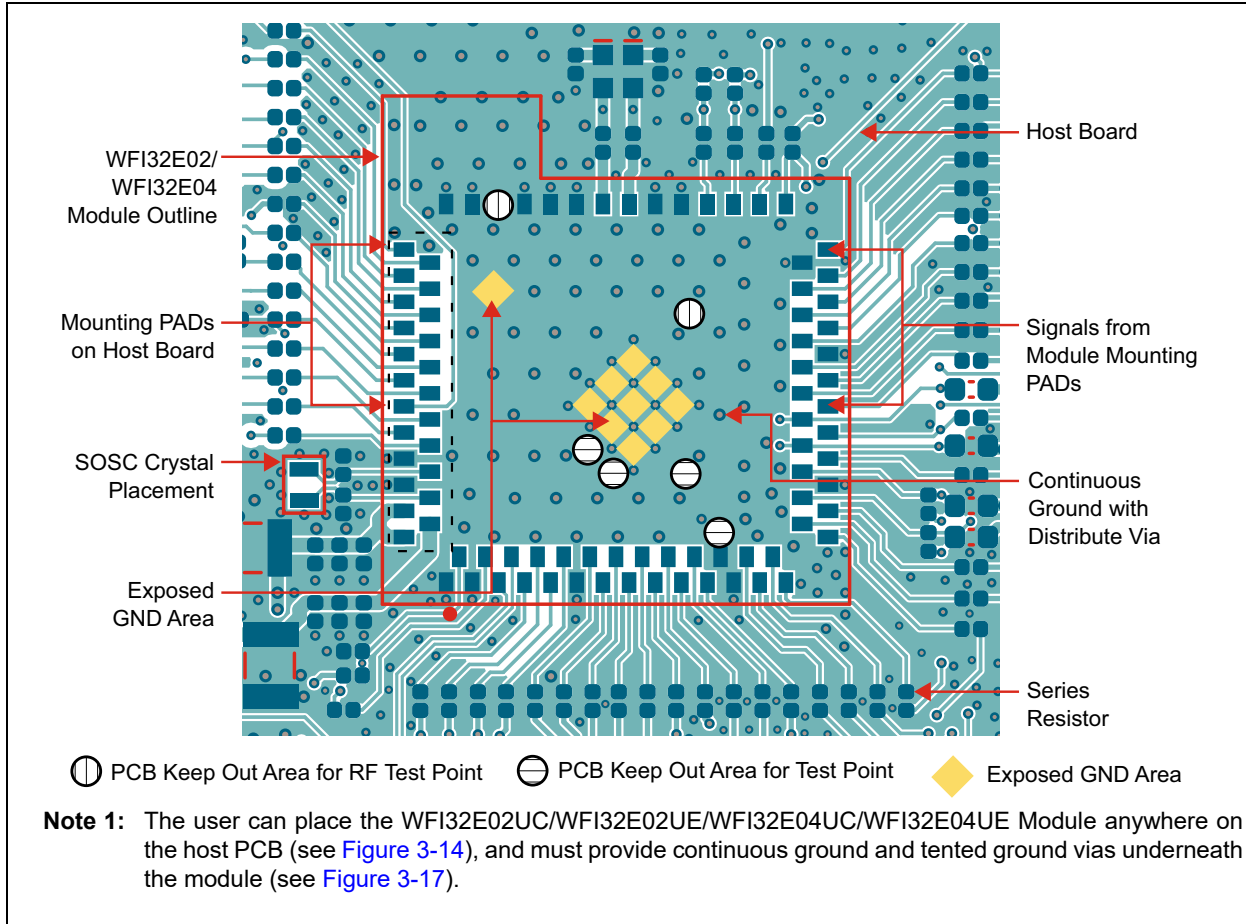 WFI32E02/
WFI32E04
Module Outline
Mounting PADs
on Host Board
SOSC Crystal
Placement
Exposed
GND Area
Host Board
Signals from
Module Mounting
PADs
Continuous
Ground with
Distribute Via
Series
Resistor
PCB Keep Out Area for RF Test Point
PCB Keep Out Area for Test Point
Exposed GND Area
Note 1: The user can place the WFI32E02UC/WFI32E02UE/WFI32E04UC/WFI32E04UE Module anywhere on
the host PCB (see Figure 3-14), and must provide continuous ground and tented ground vias underneath
the module (see Figure 3-17).